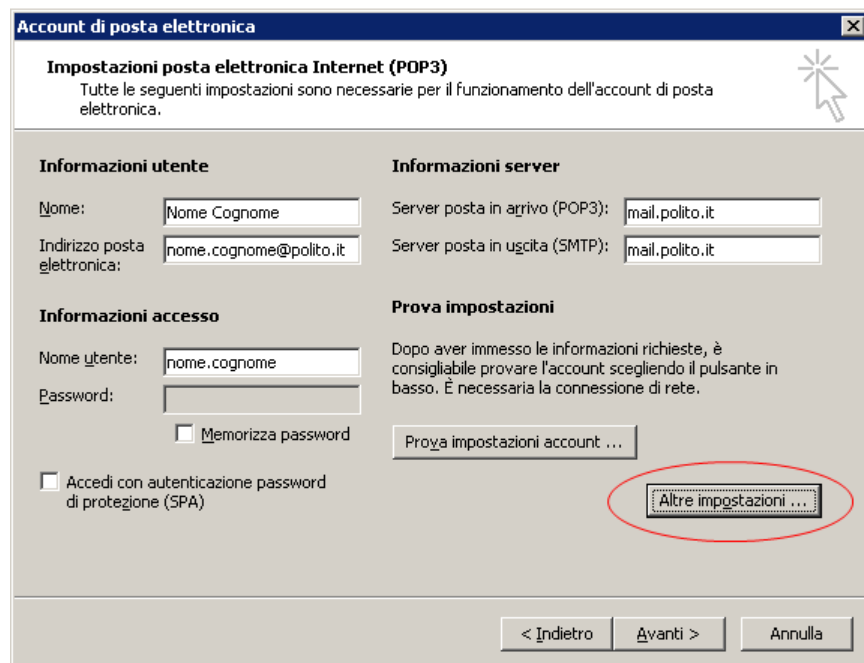 Account di posta elettronica
Impostazioni posta elettronica Internet (POP3)
Tutte le seguenti impostazioni sono necessarie per il funzionamento dell'account di posta
elettronica.
Informazioni utente
Nome:
Nome Cognome
Indirizzo posta
elettronica:
nome.cognome@polito.it
Informazioni accesso
Nome utente:
nome.cognome
Password:
Memorizza password
Accedi con autenticazione password
di protezione (SPA)
Informazioni server
Server posta in arrivo (POP3):
mail.polito.it
Server posta in uscita (SMTP):
mail.polito.it
Prova impostazioni
Dopo aver immesso le informazioni richieste, è
consigliabile provare l'account scegliendo il pulsante in
basso. È necessaria la connessione di rete.
Prova impostazioni account ...
Altre impostazioni ...
< Indietro
Avanti >
Annulla